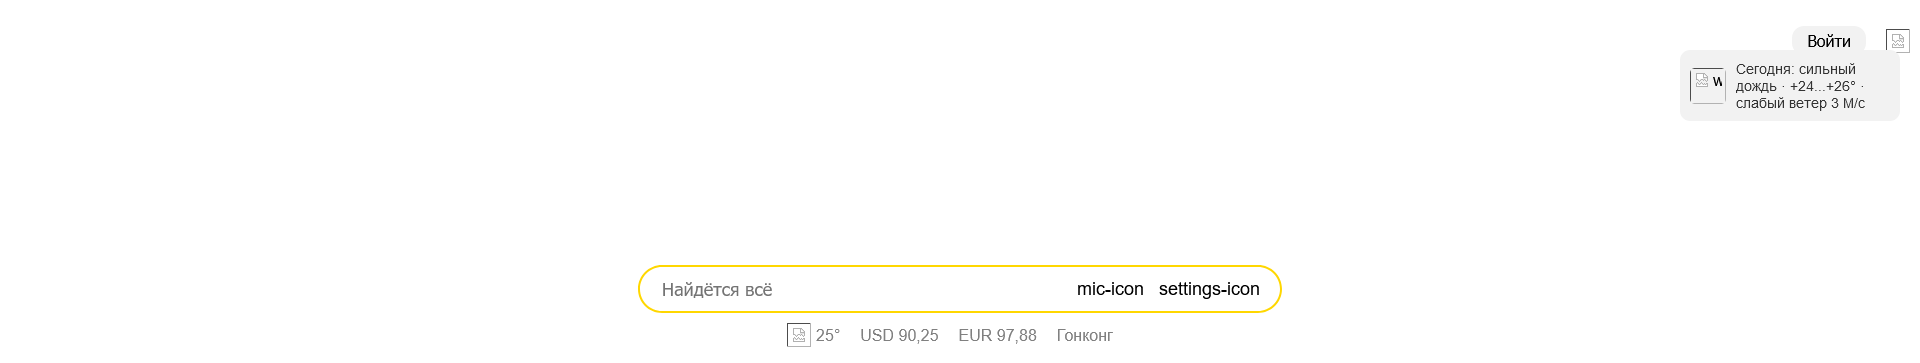 Войти
W
Сегодня: сильный
дождь · +24...+26° ·
слабый ветер 3 М/с
Найдётся всё mic-icon settings-icon
25° USD 90,25 EUR 97,88 Гонконг